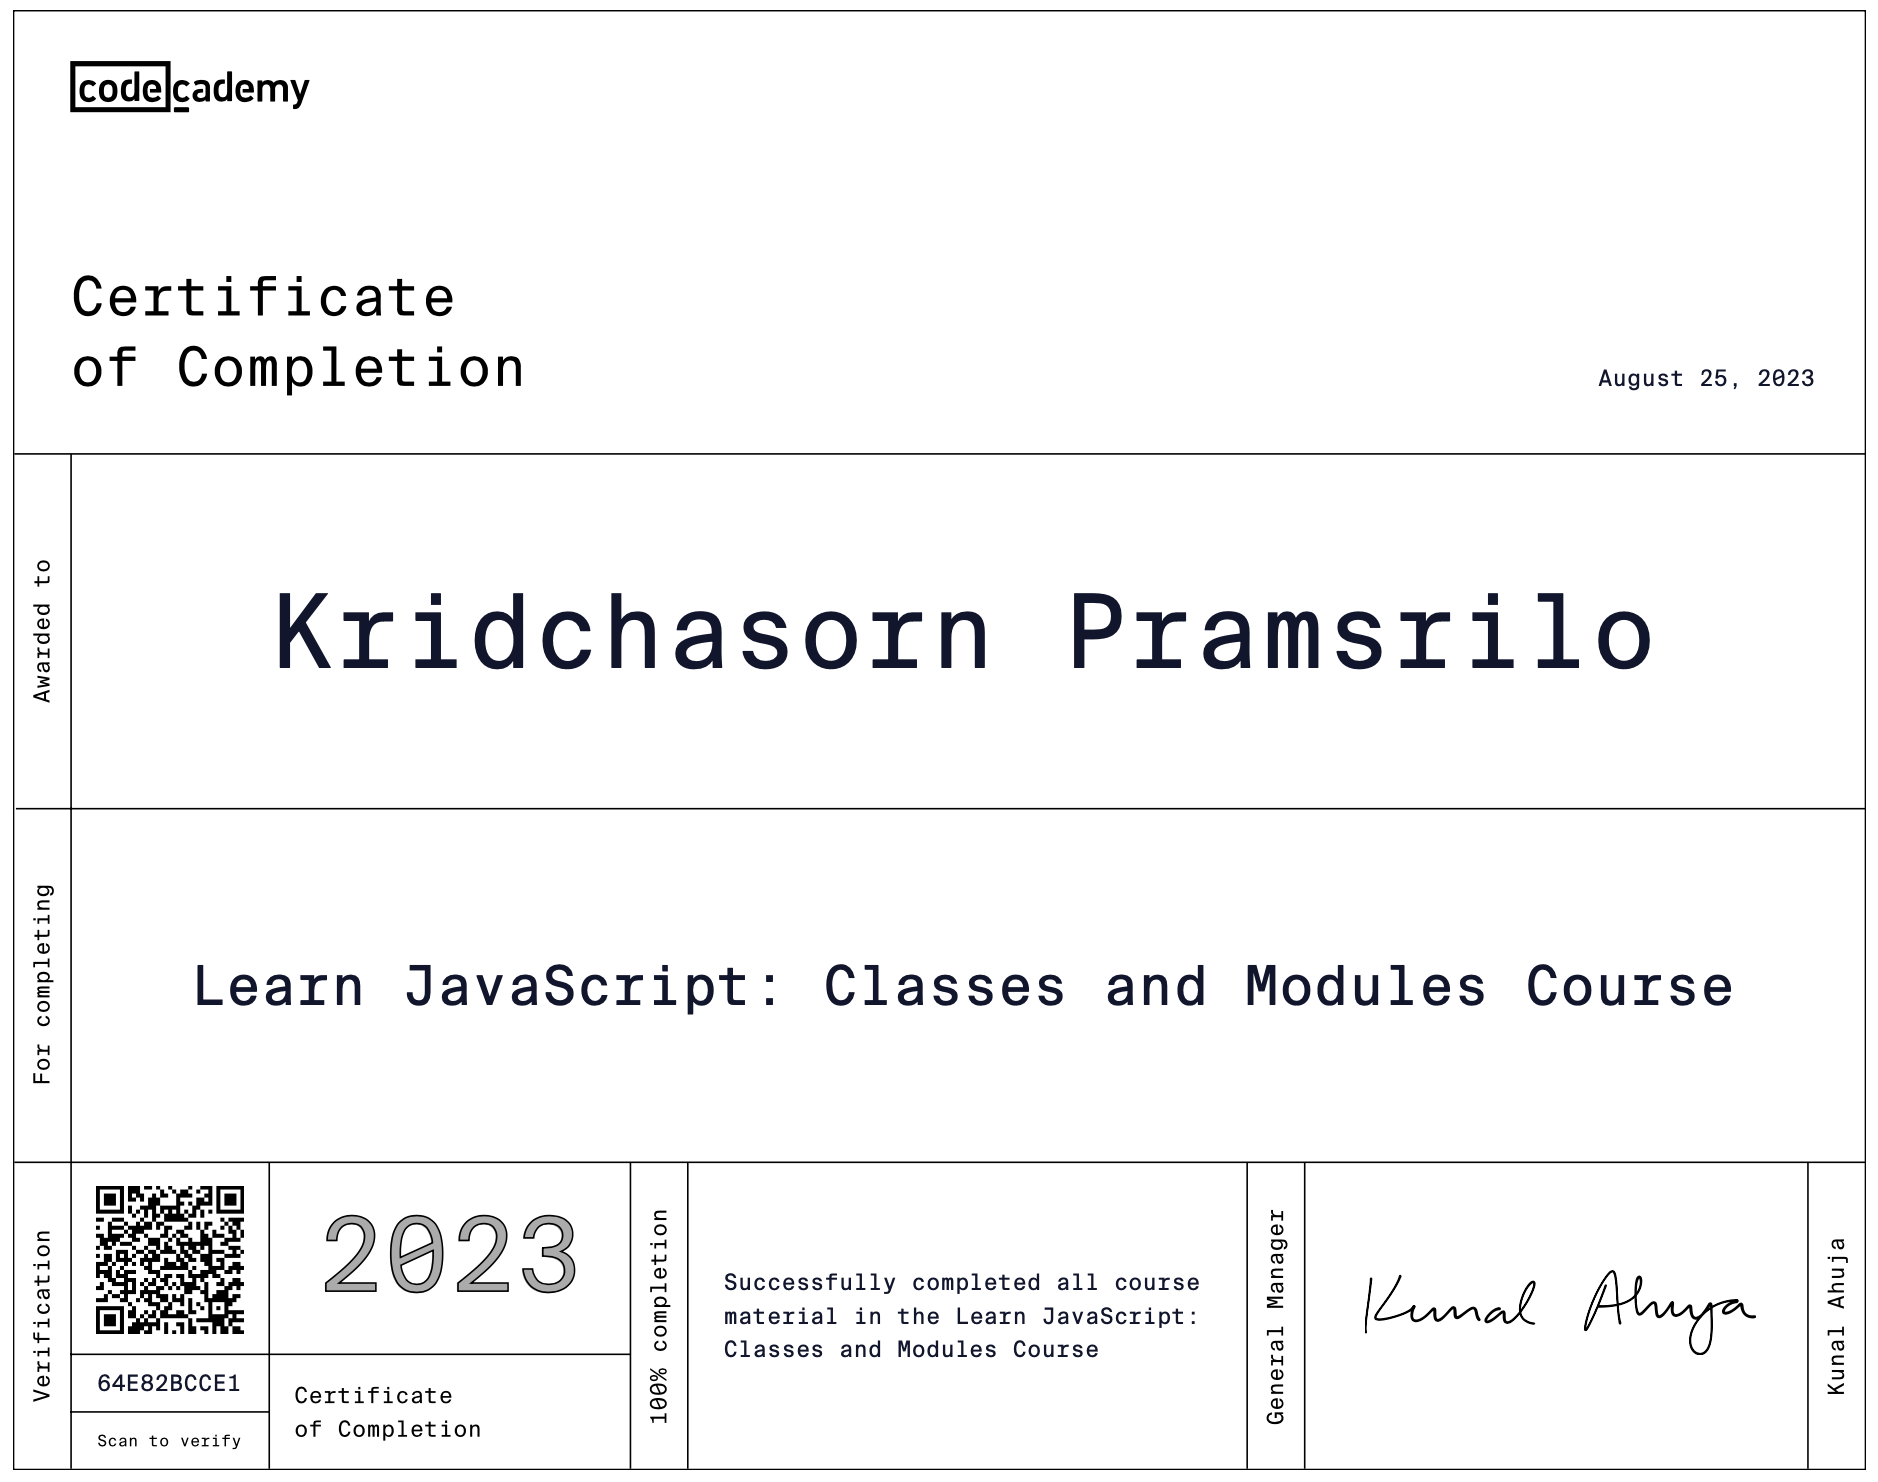 codecademy
Certificate
of Completion
August 25, 2023
Awarded to
Kridchasorn Pramsrilo
For completing
Learn JavaScript: Classes and Modules Course
Verification
64E82BCCE1
Scan to verify
2023
Certificate
of Completion
100% completion
Successfully completed all course
material in the Learn JavaScript:
Classes and Modules Course
General Manager
Kunal Ahuja
Kunal Ahuja